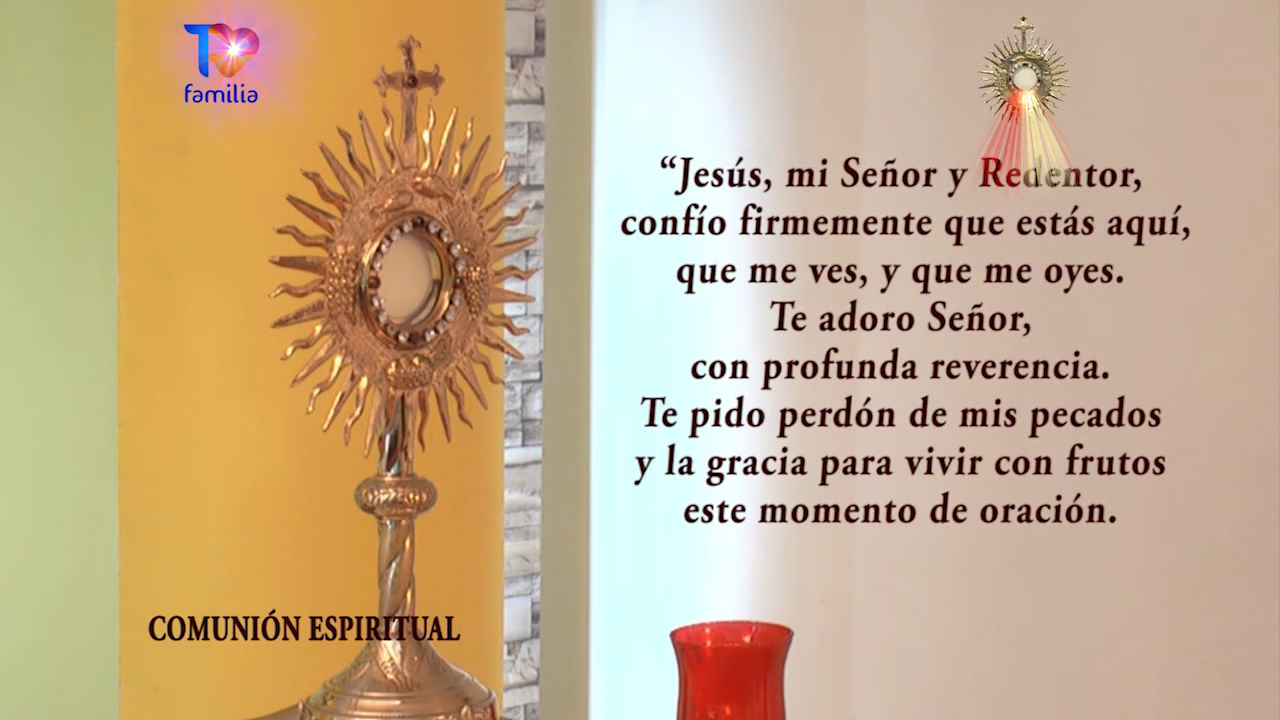 familia
“Jesús, mi Señor y Redentor,
confío firmemente que estás aquí,
que me ves, y que me oyes.
Te adoro Señor,
con profunda reverencia.
Te pido perdón de mis pecados
y la gracia para vivir con frutos
este momento de oración.
COMUNIÓN ESPIRITUAL